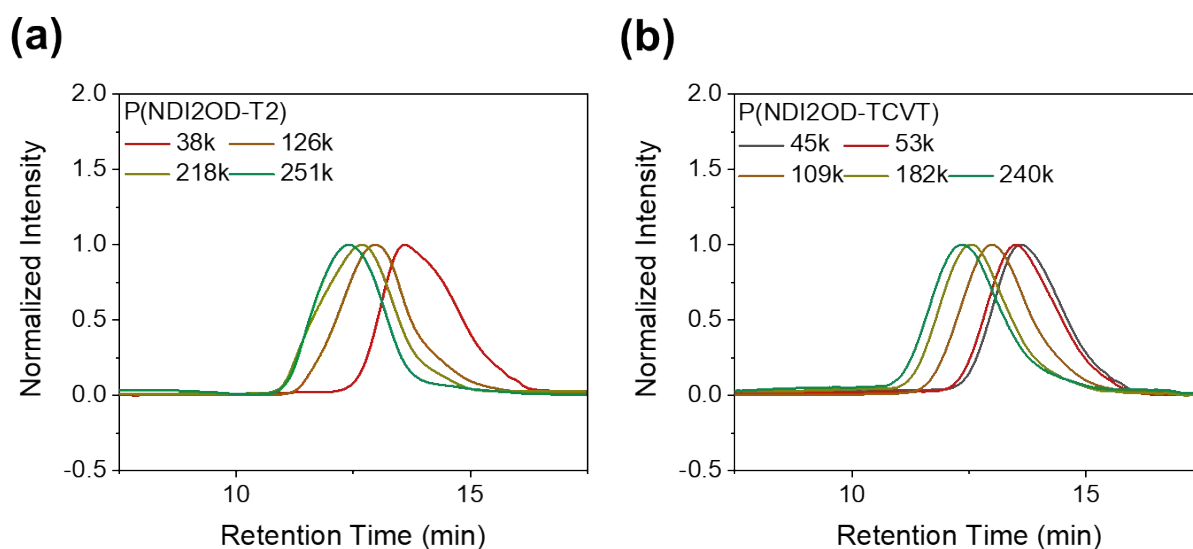 (a)
P(NDI2OD-T2)
38k 126k
218k 251k
2.0
1.5
1.0
0.5
0.0
-0.5
10 15
Normalized Intensity
Retention Time (min)
(b)
P(NDI2OD-TCVT)
45k 53k
109k 182k 240k
2.0
1.5
1.0
0.5
0.0
-0.5
10 15
Normalized Intensity
Retention Time (min)